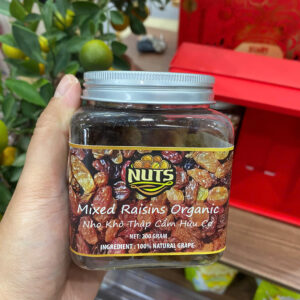 NUTS
Mixed Raisins Organic
Nho Khô Thập Cẩm Hữu Cơ
NET: 200 GRAM
INGREDIENT: 100% NATURAL GRAPE